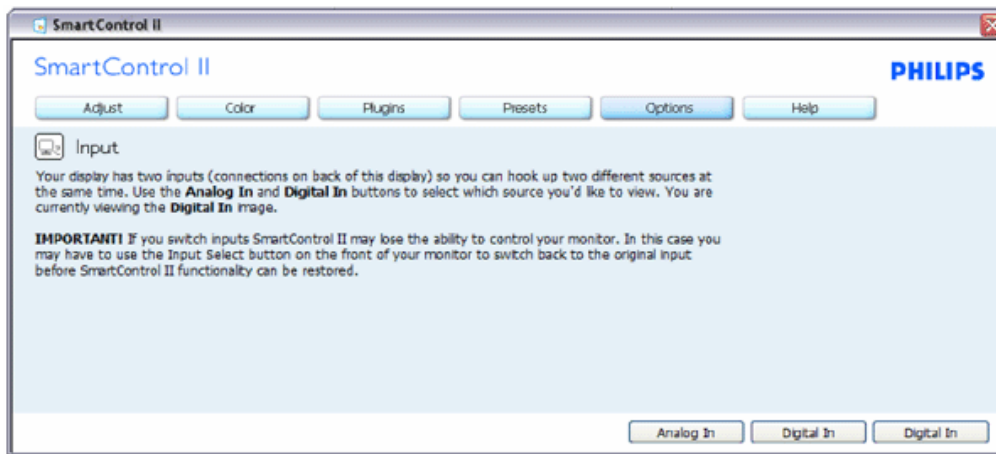 SmartControl II
SmartControl II
PHILIPS
Adjust Color Plugins Presets Options Help
Input
Your display has two inputs (connections on back of this display) so you can hook up two different sources at
the same time. Use the Analog In and Digital In buttons to select which source you'd like to view. You are
currently viewing the Digital In image.
IMPORTANT! If you switch inputs SmartControl II may lose the ability to control your monitor. In this case you
may have to use the Input Select button on the front of your monitor to switch back to the original input
before SmartControl II functionality can be restored.
Analog In Digital In Digital In